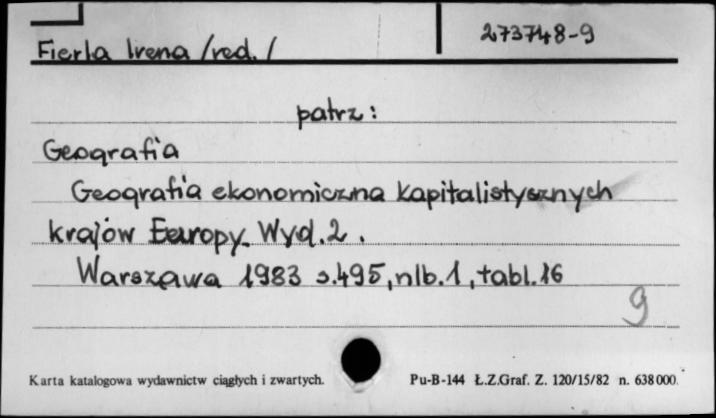 273748-9
Fierla Irena /red./
patrz:
Geografia
Geografia ekonomiczna kapitalistycznych
krajów Europy. Wyd. 2.
Warszawa 1983 s.495, nlb.1, tabl.16
9
Karta katalogowa wydawnictw ciągłych i zwartych. Pu-B-144 Ł.Z.Graf. Z. 120/15/82 n. 638000.